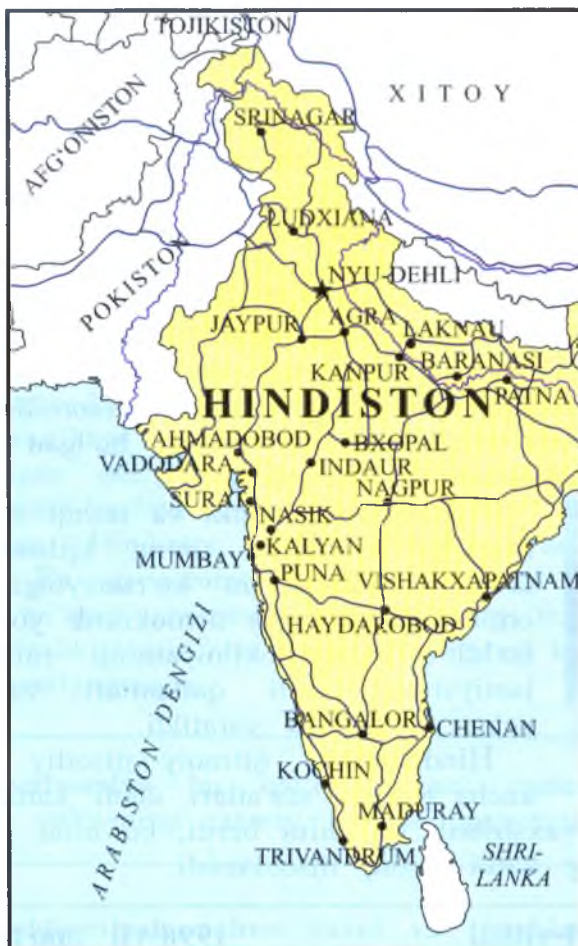 TOJIKISTON
XITOY
AFG'ONISTON
SRINAGAR
LUDXIANA
POKISTON
NYU-DEHLI
JAYPUR
AGRA
LAKNAU
KANPUR
BARANASI
HINDISTON
PATNA
AHMADOBOD
BXOPAL
VADODARA
INDAUR
NAGPUR
SURAT
NASIK
KALYAN
MUMBAY
PUNA
VISHAKXAPATNAM
HAYDAROBOD
ARABISTON DENGIZI
BANGALOR
CHENAN
KOCHIN
MADURAY
TRIVANDRUM
SHRI-
LANKA